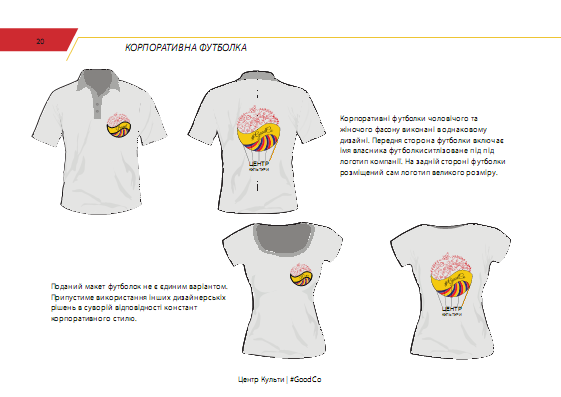 20
КОРПОРАТИВНА ФУТБОЛКА
Корпоративні футболки чоловічого та
жіночого фасону виконані в однаковому
дизайні. Передня сторона футболки включає
імя власника футболкиситлізоване під під
логотип компанії. На задній стороні футболки
розміщений сам логотип великого розміру.
ЦЕНТР
КУЛЬТУРИ
ЦЕНТР
КУЛЬТУРИ
Поданий макет футболок не є єдиним варіантом.
Припустиме використання інших дизайнерських
рішень в суворій відповідності констант
корпоративного стилю.
Центр Культи | #GoodCo